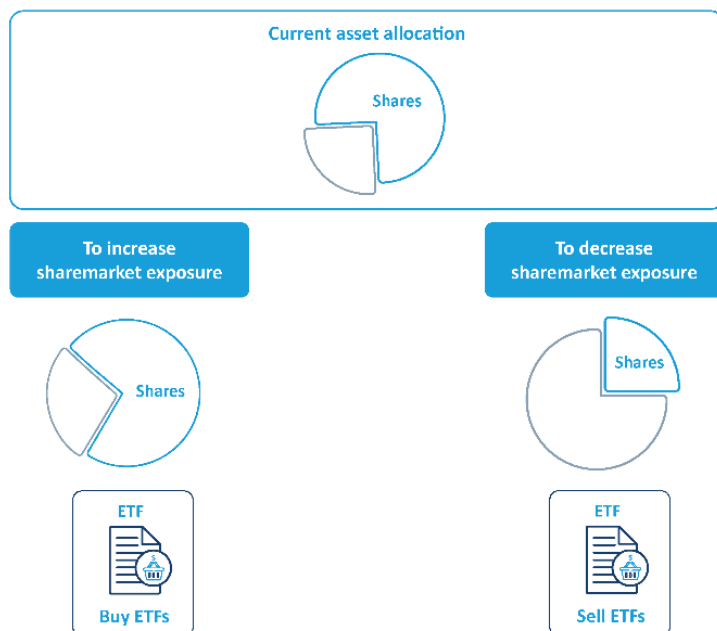 Current asset allocation
Shares
To increase
sharemarket exposure
To decrease
sharemarket exposure
Shares
Shares
ETF
$
Buy ETFs
ETF
$
Sell ETFs